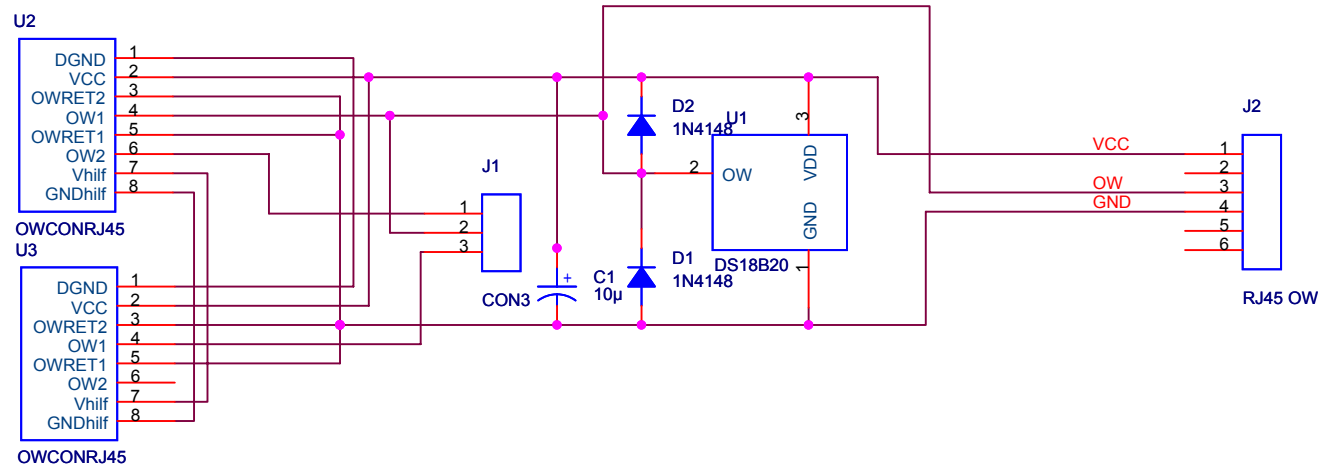 U2
DGND 1
VCC 2
OWRET2 3
OW1 4
OWRET1 5
OW2 6
Vhilf 7
GNDhilf 8
OWCONRJ45
U3
DGND 1
VCC 2
OWRET2 3
OW1 4
OWRET1 5
OW2 6
Vhilf 7
GNDhilf 8
OWCONRJ45
J1
1
2
3
CON3
+
C1
10µ
D2
1N4148
D1
1N4148
U1
3
VDD
2
OW
GND
1
DS18B20
VCC
OW
GND
J2
1
2
3
4
5
6
RJ45 OW